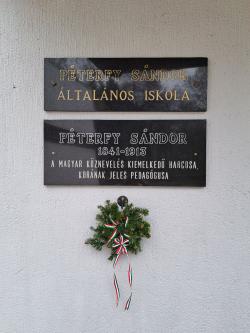 PÉTERFY SÁNDOR
ÁLTALÁNOS ISKOLA
PÉTERFY SÁNDOR
1841-1913
A MAGYAR KÖZNEVELÉS KIEMELKEDŐ HARCOSA,
KORÁNAK JELES PEDAGÓGUSA